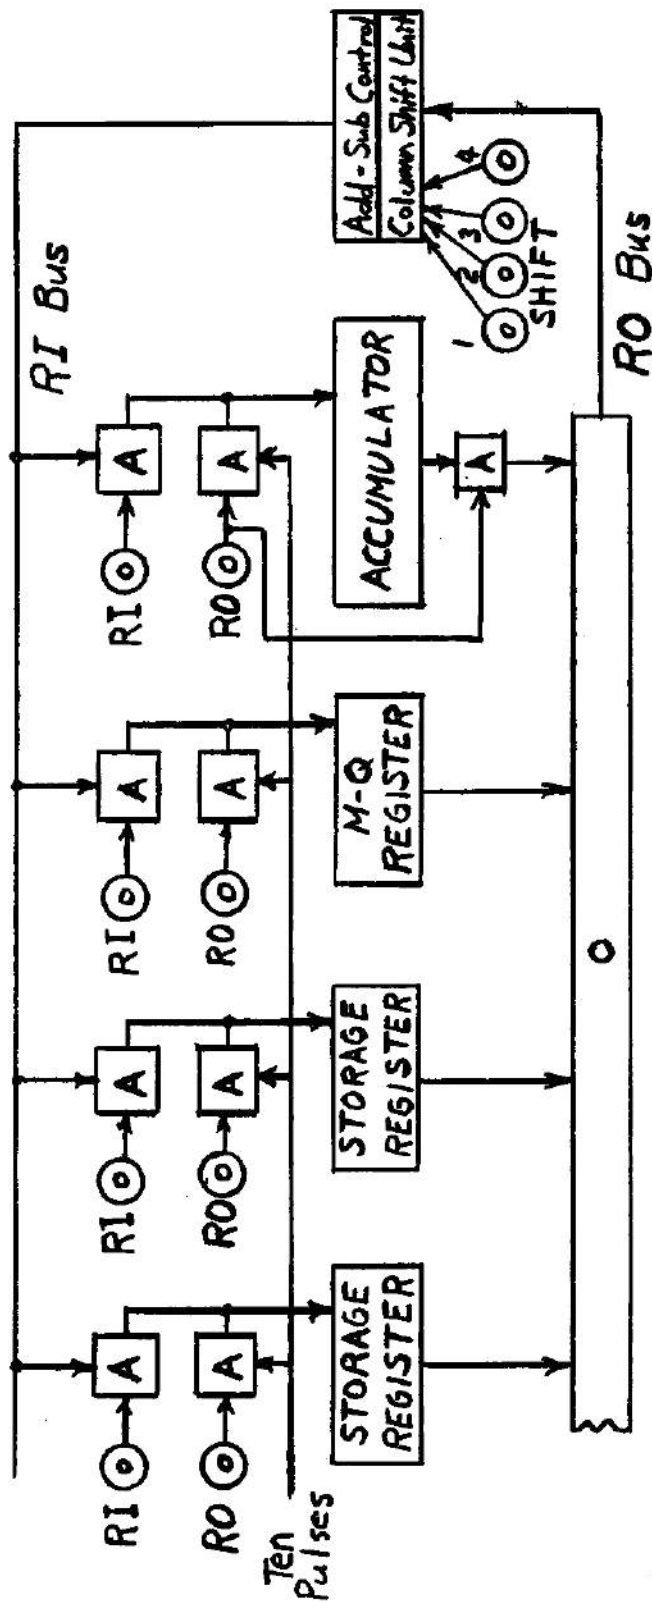 RI Bus
Add-Sub Control
Column Shift Unit
RI
A
RI
A
RI
A
RI
A
RO
A
RO
A
RO
A
RO
A
1
2
3
4
SHIFT
Ten
Pulses
STORAGE
REGISTER
STORAGE
REGISTER
M-Q
REGISTER
ACCUMULATOR
A
O
RO Bus